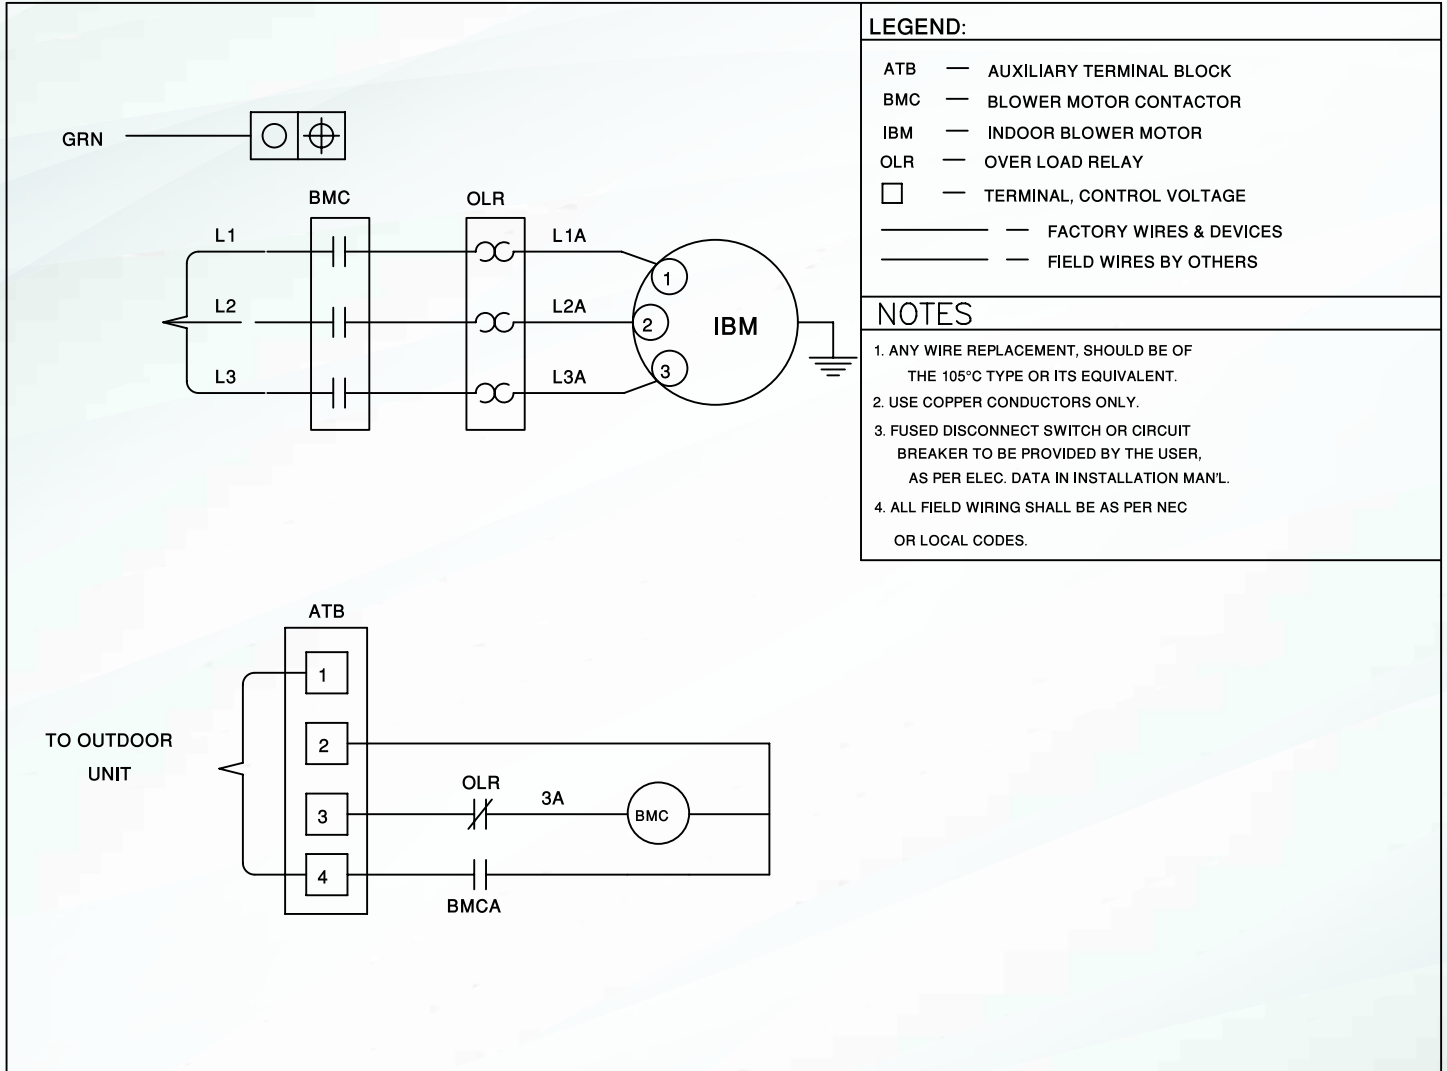 GRN
BMC
OLR
L1
L1A
1
L2
L2A
2
IBM
L3
L3A
3
LEGEND:
ATB — AUXILIARY TERMINAL BLOCK
BMC — BLOWER MOTOR CONTACTOR
IBM — INDOOR BLOWER MOTOR
OLR — OVER LOAD RELAY
— TERMINAL, CONTROL VOLTAGE
— FACTORY WIRES & DEVICES
— FIELD WIRES BY OTHERS
NOTES
1. ANY WIRE REPLACEMENT, SHOULD BE OF
THE 105°C TYPE OR ITS EQUIVALENT.
2. USE COPPER CONDUCTORS ONLY.
3. FUSED DISCONNECT SWITCH OR CIRCUIT
BREAKER TO BE PROVIDED BY THE USER,
AS PER ELEC. DATA IN INSTALLATION MAN'L.
4. ALL FIELD WIRING SHALL BE AS PER NEC
OR LOCAL CODES.
ATB
1
TO OUTDOOR
UNIT
2
OLR
3A
3
BMC
4
BMCA